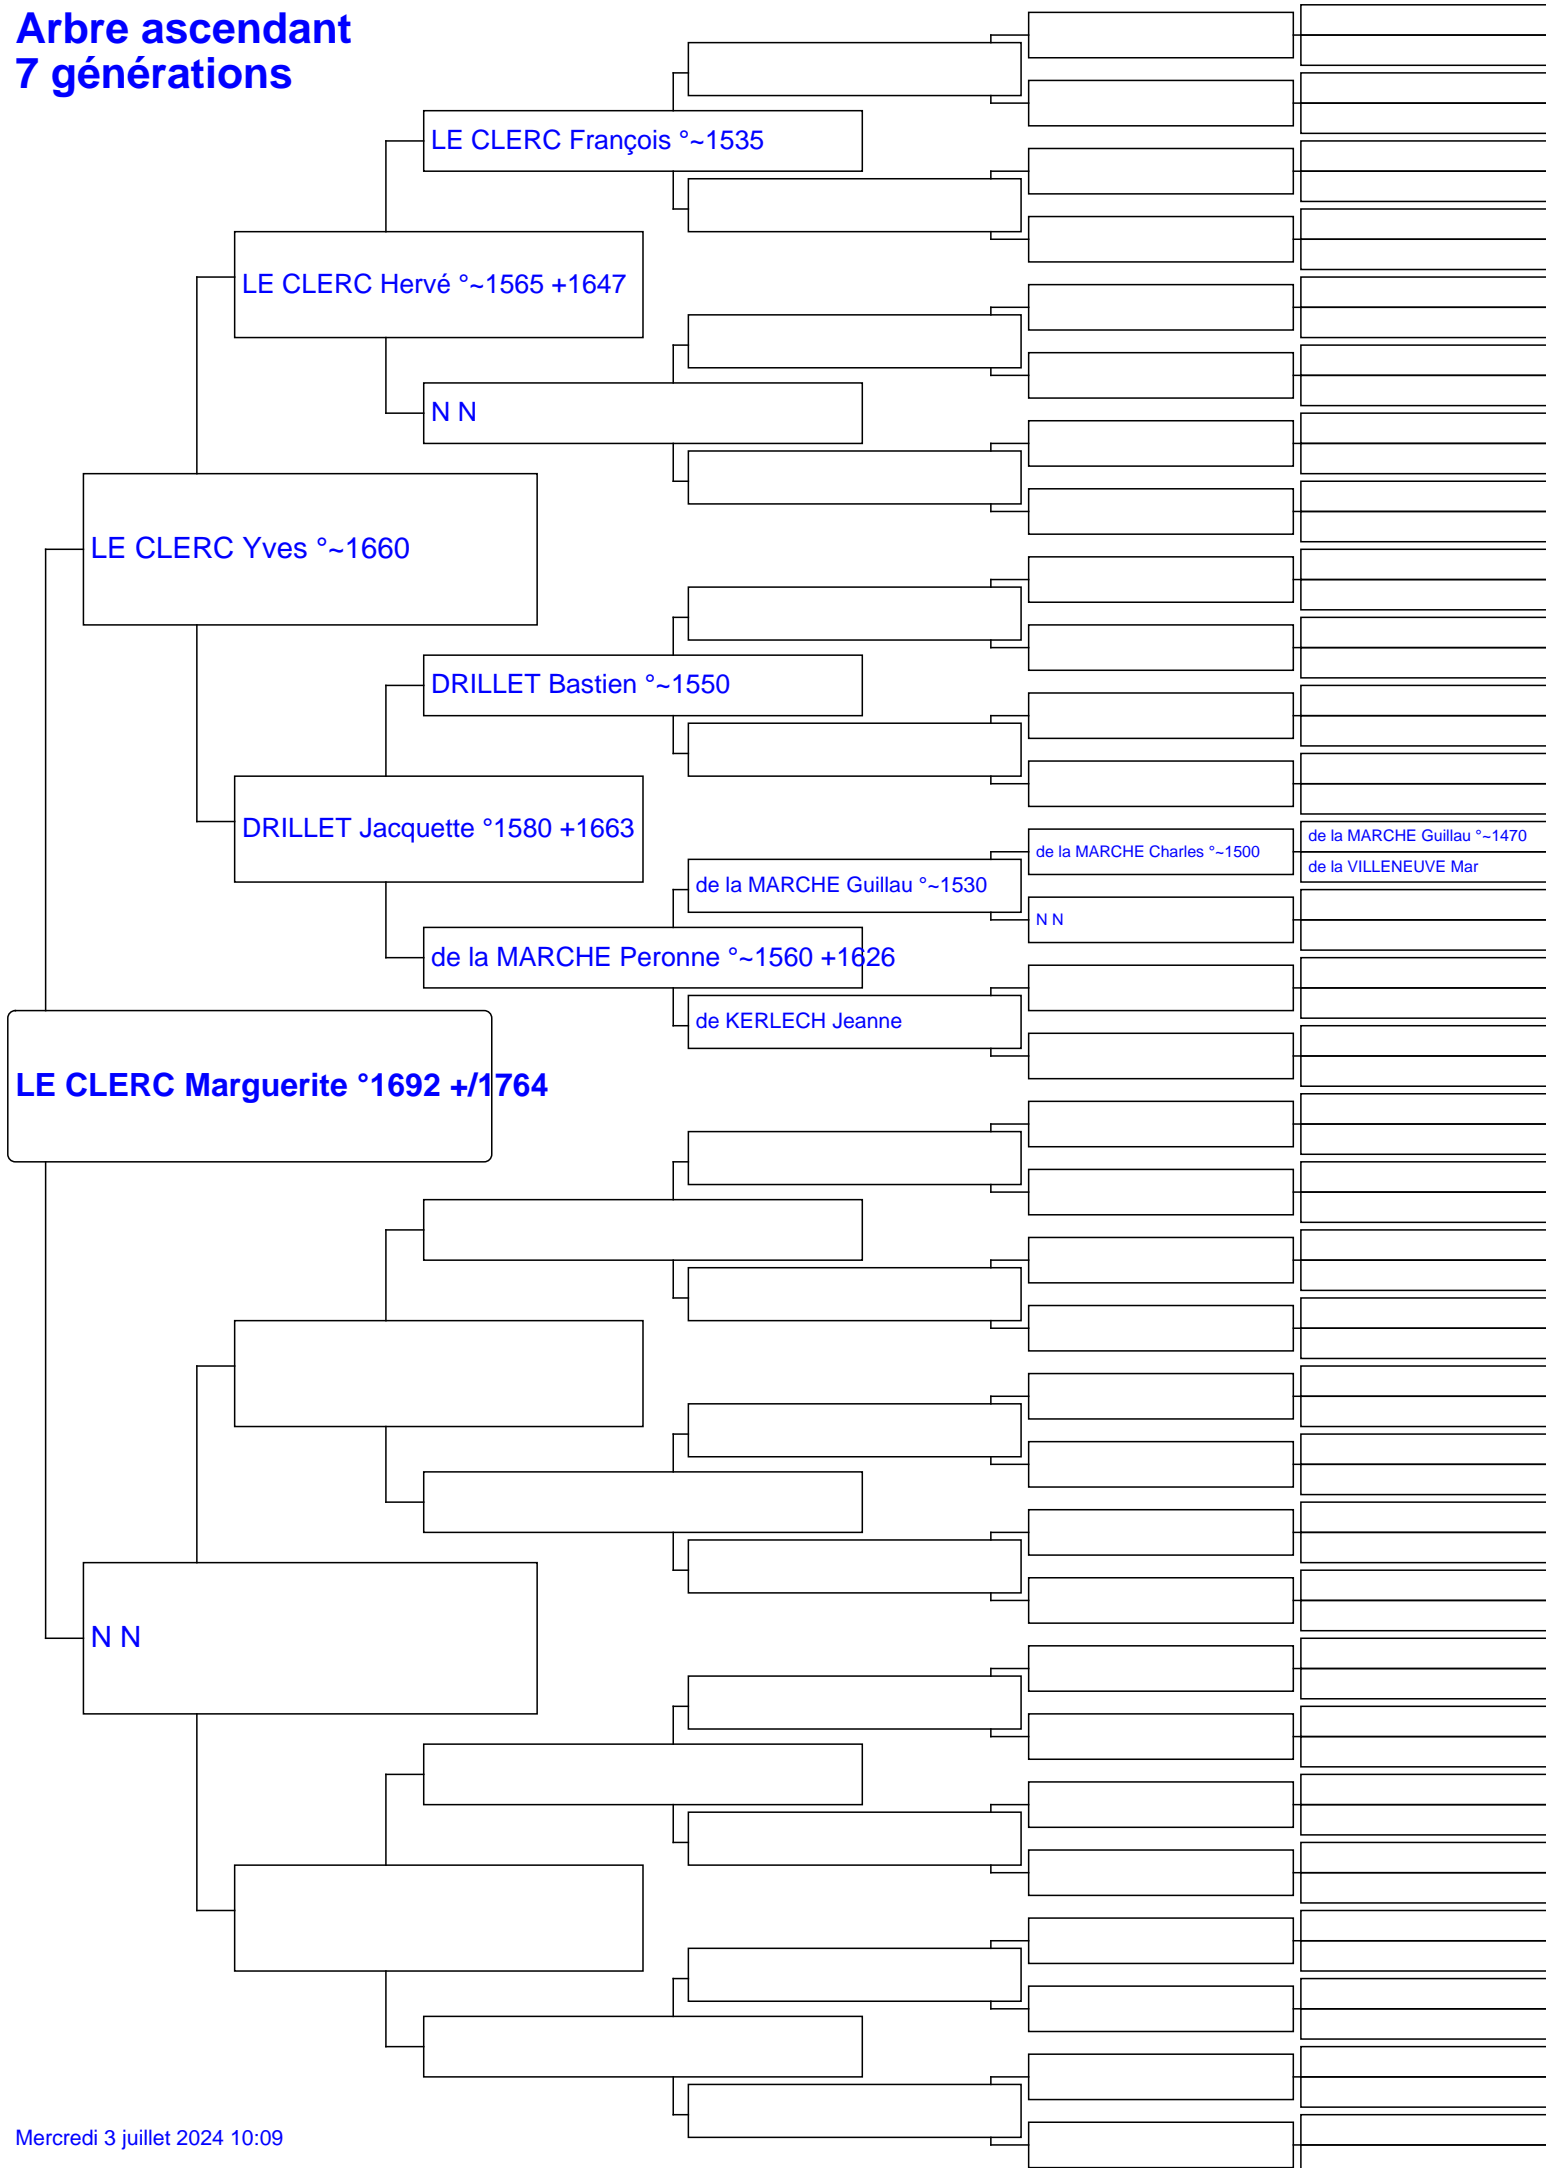 Arbre ascendant
7 générations
LE CLERC François °~1535
LE CLERC Hervé °~1565 +1647
N N
LE CLERC Yves °~1660
DRILLET Bastien °~1550
DRILLET Jacquette °1580 +1663
de la MARCHE Guillau °~1470
de la MARCHE Charles °~1500
de la VILLENEUVE Mar
de la MARCHE Guillau °~1530
N N
de la MARCHE Peronne °~1560 +1626
de KERLECH Jeanne
LE CLERC Marguerite °1692 +/1764
N N
Mercredi 3 juillet 2024 10:09